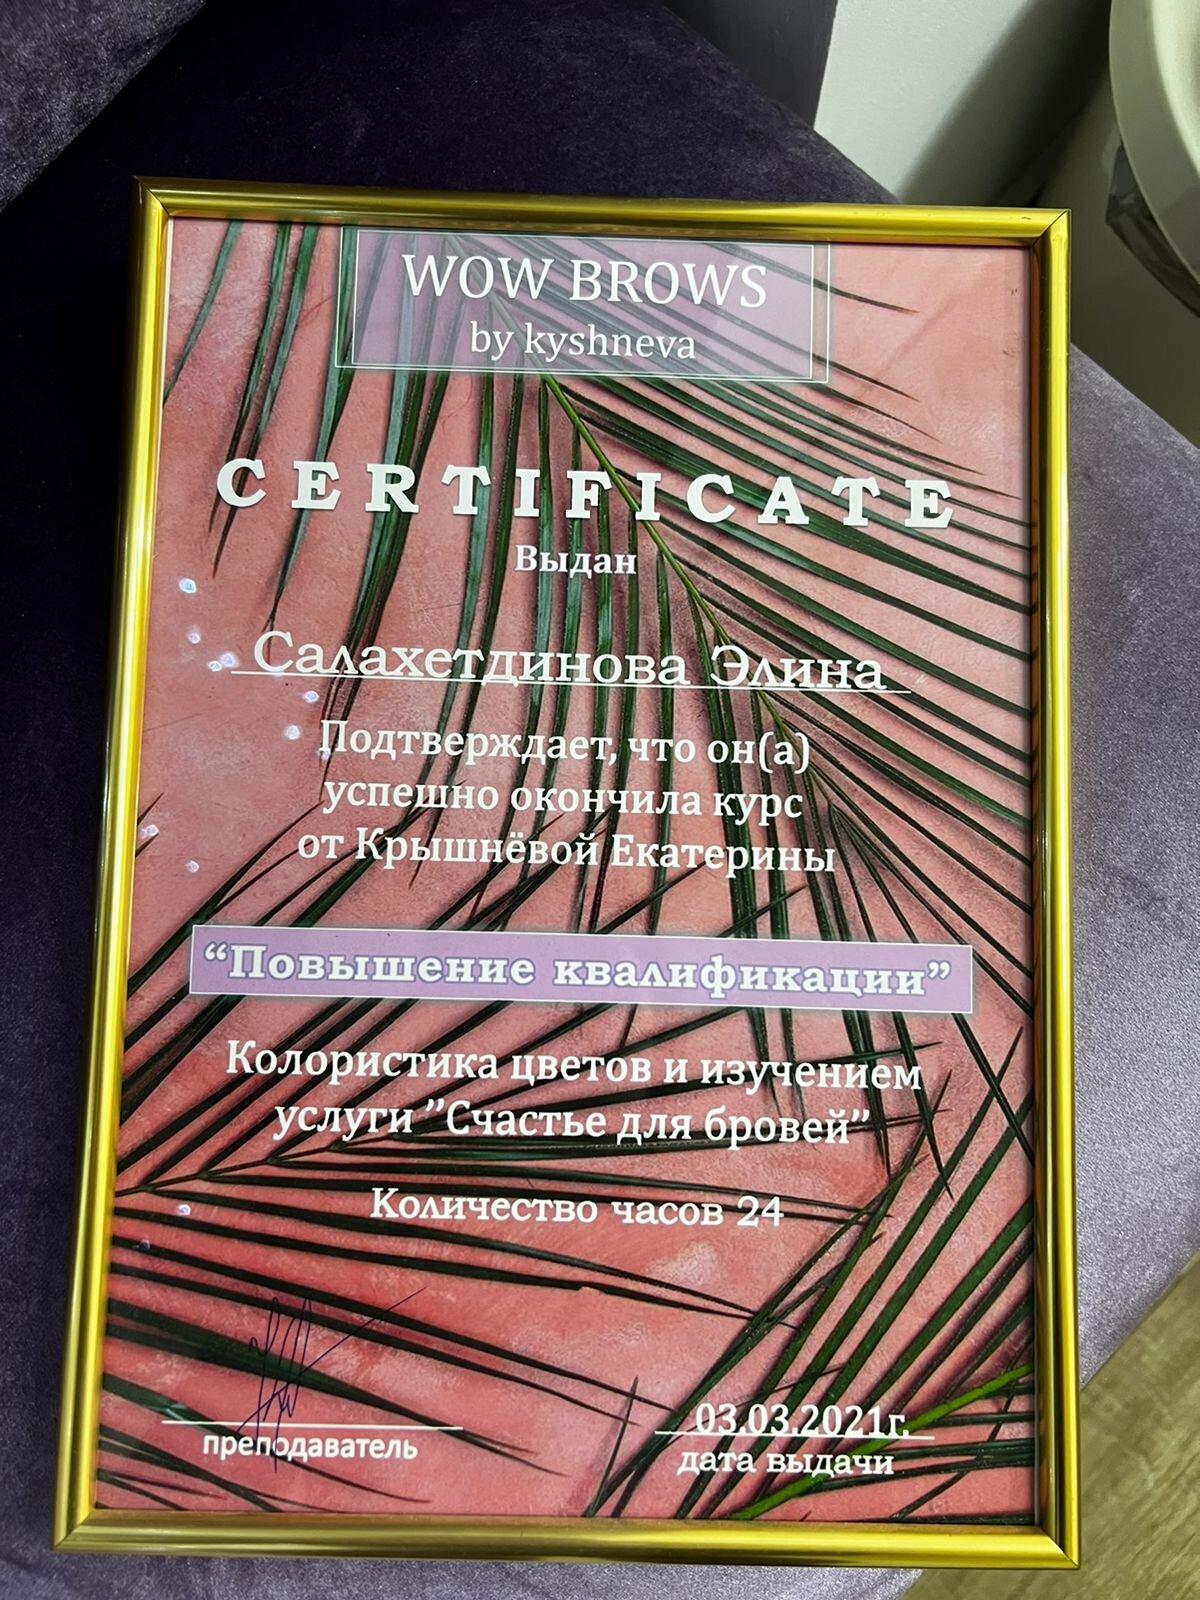 WOW BROWS
by kyshneva
CERTIFICATE
Выдан
Салахетдинова Элина
Подтверждает, что он(а)
успешно окончила курс
от Крышнёвой Екатерины
“Повышение квалификации”
Колористика цветов и изучением
услуги ”Счастье для бровей”
Количество часов 24
03.03.2021г.
преподаватель
дата выдачи